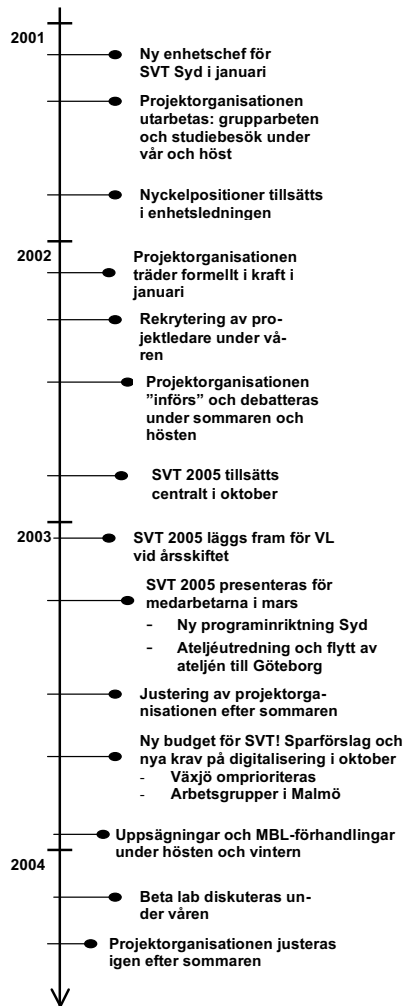 2001
Ny enhetschef för
SVT Syd i januari
Projektorganisationen
utarbetas: grupparbeten
och studiebesök under
vår och höst
Nyckelpositioner tillsätts
i enhetsledningen
2002
Projektorganisationen
träder formellt i kraft i
januari
Rekrytering av pro-
jektledare under vå-
ren
Projektorganisationen
”införs” och debatteras
under sommaren och
hösten
SVT 2005 tillsätts
centralt i oktober
2003
SVT 2005 läggs fram för VL
vid årsskiftet
SVT 2005 presenteras för
medarbetarna i mars
- Ny programinriktning Syd
- Ateljéutredning och flytt av
ateljén till Göteborg
Justering av projektorga-
nisationen efter sommaren
Ny budget för SVT! Sparförslag och
nya krav på digitalisering i oktober
- Växjö omprioriteras
- Arbetsgrupper i Malmö
Uppsägningar och MBL-förhandlingar
under hösten och vintern
2004
Beta lab diskuteras un-
der våren
Projektorganisationen justeras
igen efter sommaren